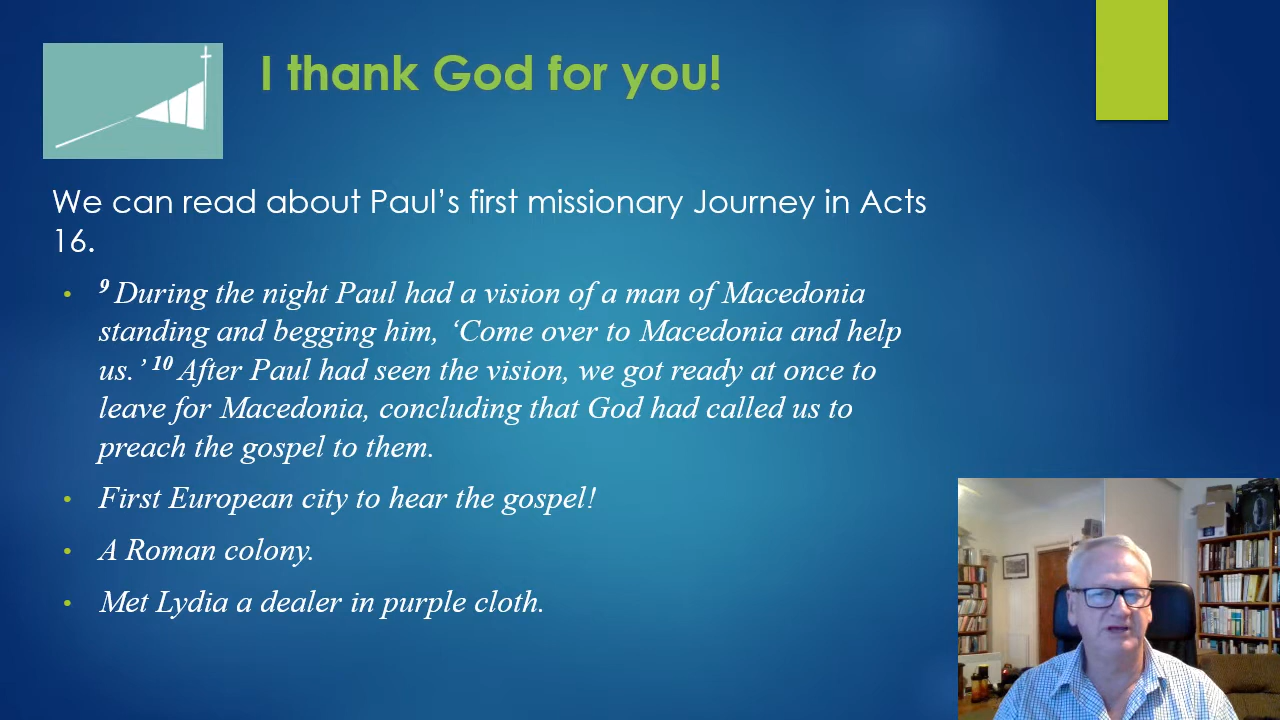 I thank God for you!
We can read about Paul’s first missionary Journey in Acts
16.
• 9 During the night Paul had a vision of a man of Macedonia
standing and begging him, ‘Come over to Macedonia and help
us.’ 10 After Paul had seen the vision, we got ready at once to
leave for Macedonia, concluding that God had called us to
preach the gospel to them.
• First European city to hear the gospel!
• A Roman colony.
• Met Lydia a dealer in purple cloth.